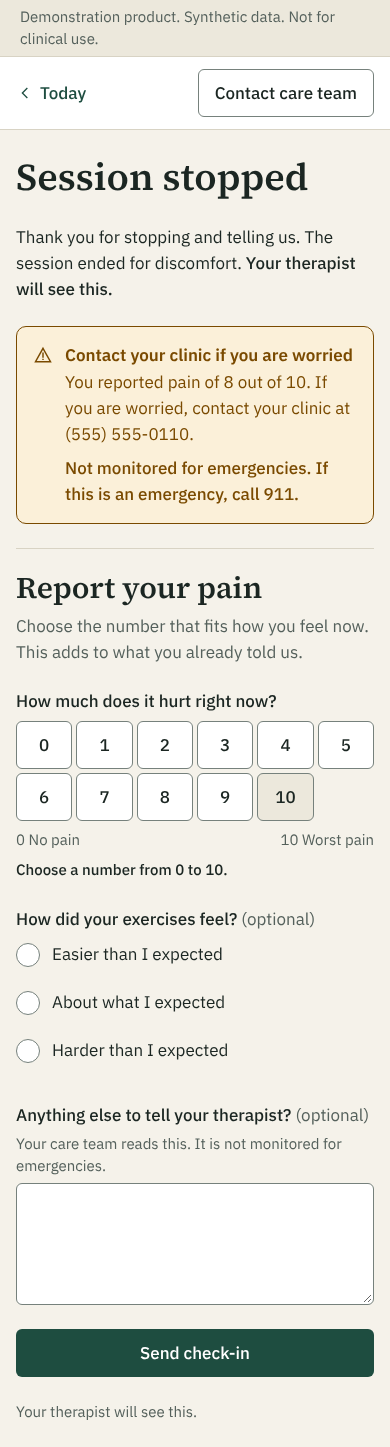 Demonstration product. Synthetic data. Not for
clinical use.
Today
Contact care team
Session stopped
Thank you for stopping and telling us. The
session ended for discomfort. Your therapist
will see this.
Contact your clinic if you are worried
You reported pain of 8 out of 10. If
you are worried, contact your clinic at
(555) 555-0110.
Not monitored for emergencies. If
this is an emergency, call 911.
Report your pain
Choose the number that fits how you feel now.
This adds to what you already told us.
How much does it hurt right now?
0 1 2 3 4 5
6 7 8 9 10
0 No pain 10 Worst pain
Choose a number from 0 to 10.
How did your exercises feel? (optional)
Easier than I expected
About what I expected
Harder than I expected
Anything else to tell your therapist? (optional)
Your care team reads this. It is not monitored for
emergencies.
Send check-in
Your therapist will see this.